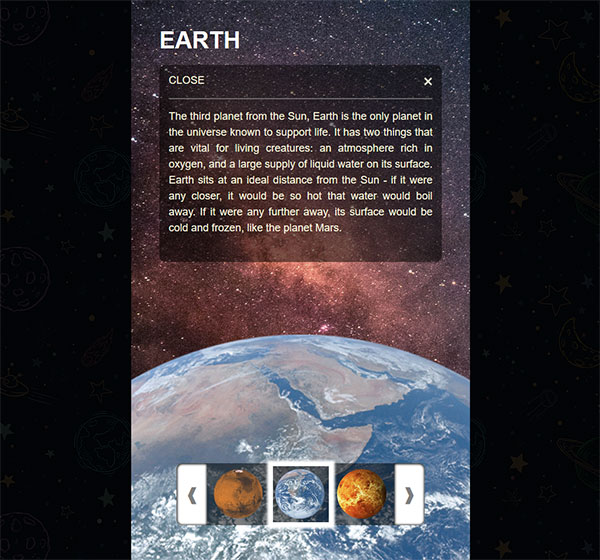 EARTH
CLOSE ×
The third planet from the Sun, Earth is the only planet in
the universe known to support life. It has two things that
are vital for living creatures: an atmosphere rich in
oxygen, and a large supply of liquid water on its surface.
Earth sits at an ideal distance from the Sun - if it were
any closer, it would be so hot that water would boil
away. If it were any further away, its surface would be
cold and frozen, like the planet Mars.